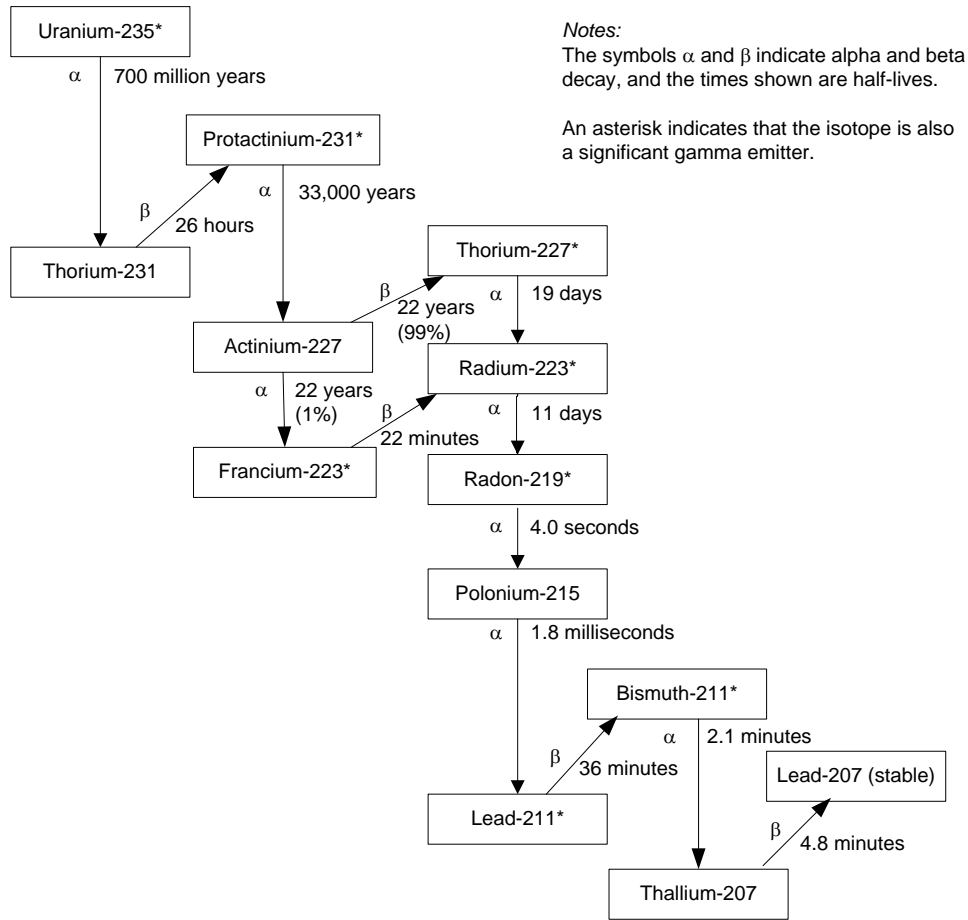 Uranium-235*
Notes:
The symbols α and β indicate alpha and beta
decay, and the times shown are half-lives.
An asterisk indicates that the isotope is also
a significant gamma emitter.
α
700 million years
Protactinium-231*
α
33,000 years
β
26 hours
Thorium-231
Thorium-227*
β
22 years
(99%)
α
19 days
Actinium-227
Radium-223*
α
22 years
(1%)
β
22 minutes
α
11 days
Francium-223*
Radon-219*
α
4.0 seconds
Polonium-215
α
1.8 milliseconds
Bismuth-211*
α
2.1 minutes
β
36 minutes
Lead-207 (stable)
Lead-211*
β
4.8 minutes
Thallium-207